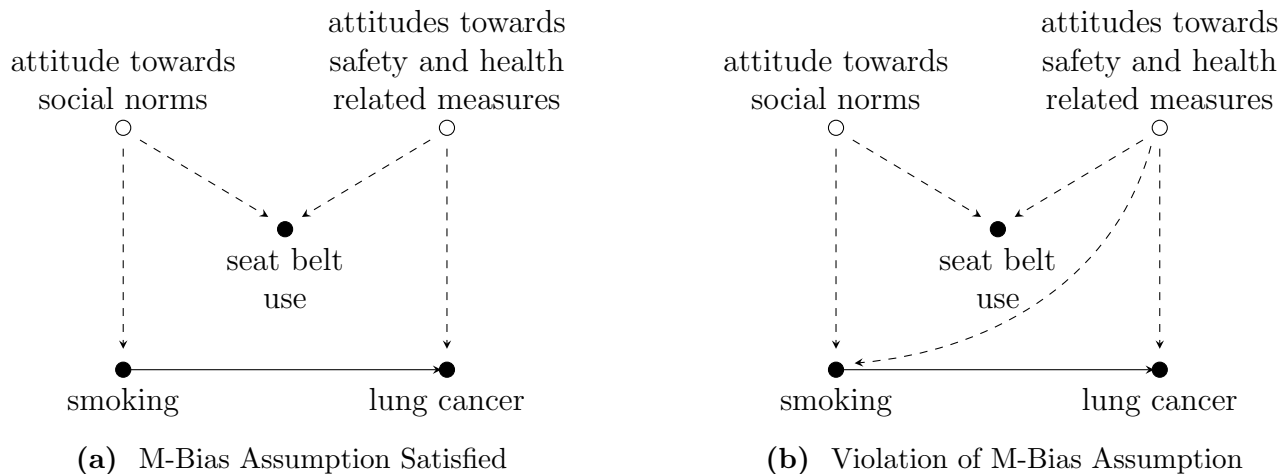 attitude towards
social norms
attitudes towards
safety and health
related measures
seat belt
use
smoking
lung cancer
(a) M-Bias Assumption Satisfied
attitude towards
social norms
attitudes towards
safety and health
related measures
seat belt
use
smoking
lung cancer
(b) Violation of M-Bias Assumption